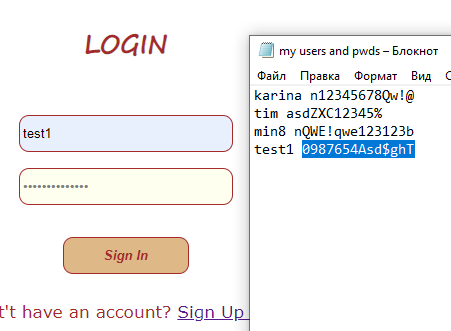 LOGIN
test1
••••••••••••••
Sign In
't have an account? Sign Up
my users and pwds – Блокнот
Файл Правка Формат Вид
karina n12345678Qw!@
tim asdZXC12345%
min8 nQWE!qwe123123b
test1 0987654Asd$ghT